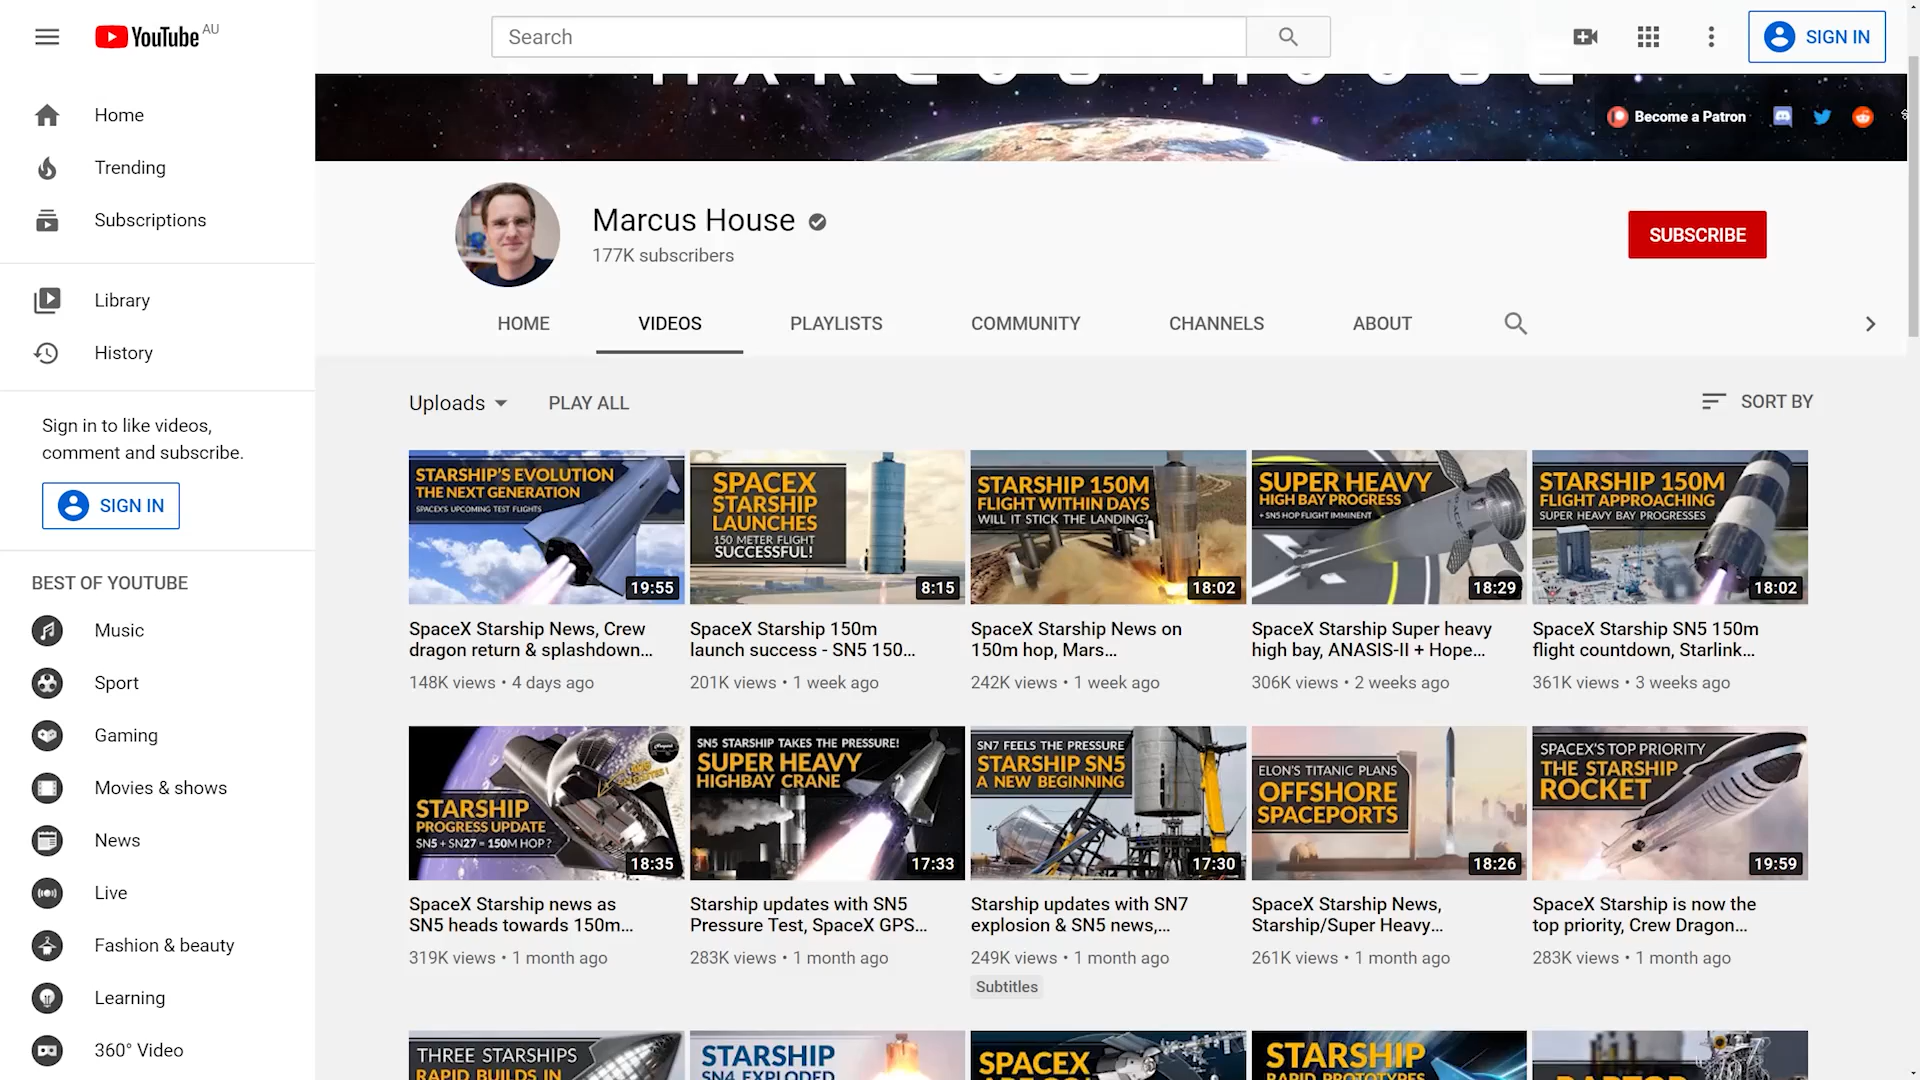 YouTube AU
Search
SIGN IN
MARCUS HOUSE
Become a Patron
Home
Trending
Subscriptions
Library
History
Sign in to like videos,
comment and subscribe.
SIGN IN
BEST OF YOUTUBE
Music
Sport
Gaming
Movies & shows
News
Live
Fashion & beauty
Learning
360° Video
Marcus House
177K subscribers
SUBSCRIBE
HOME
VIDEOS
PLAYLISTS
COMMUNITY
CHANNELS
ABOUT
Uploads
PLAY ALL
SORT BY
STARSHIP'S EVOLUTION
THE NEXT GENERATION
SPACEX'S UPCOMING TEST FLIGHTS
19:55
SpaceX Starship News, Crew
dragon return & splashdown...
148K views • 4 days ago
SPACEX
STARSHIP
LAUNCHES
150 METER FLIGHT
SUCCESSFUL!
8:15
SpaceX Starship 150m
launch success - SN5 150...
201K views • 1 week ago
STARSHIP 150M
FLIGHT WITHIN DAYS
WILL IT STICK THE LANDING?
18:02
SpaceX Starship News on
150m hop, Mars...
242K views • 1 week ago
SUPER HEAVY
HIGH BAY PROGRESS
+ SN5 HOP FLIGHT IMMINENT
SPACEX
18:29
SpaceX Starship Super heavy
high bay, ANASIS-II + Hope...
306K views • 2 weeks ago
STARSHIP 150M
FLIGHT APPROACHING
SUPER HEAVY BAY PROGRESSES
18:02
SpaceX Starship SN5 150m
flight countdown, Starlink...
361K views • 3 weeks ago
STARSHIP
PROGRESS UPDATE
SN5 + SN27 = 150M HOP?
18:35
SpaceX Starship news as
SN5 heads towards 150m...
319K views • 1 month ago
SN5 STARSHIP TAKES THE PRESSURE!
SUPER HEAVY
HIGHBAY CRANE
17:33
Starship updates with SN5
Pressure Test, SpaceX GPS...
283K views • 1 month ago
SN7 FEELS THE PRESSURE
STARSHIP SN5
A NEW BEGINNING
17:30
Starship updates with SN7
explosion & SN5 news,...
249K views • 1 month ago
Subtitles
ELON'S TITANIC PLANS
OFFSHORE
SPACEPORTS
18:26
SpaceX Starship News,
Starship/Super Heavy...
261K views • 1 month ago
SPACEX'S TOP PRIORITY
THE STARSHIP
ROCKET
19:59
SpaceX Starship is now the
top priority, Crew Dragon...
283K views • 1 month ago
THREE STARSHIPS
RAPID BUILDS IN
STARSHIP
SN4 EXPLODED
SPACEX
STARSHIP
RAPID PROTOTYPES
RAPTOR